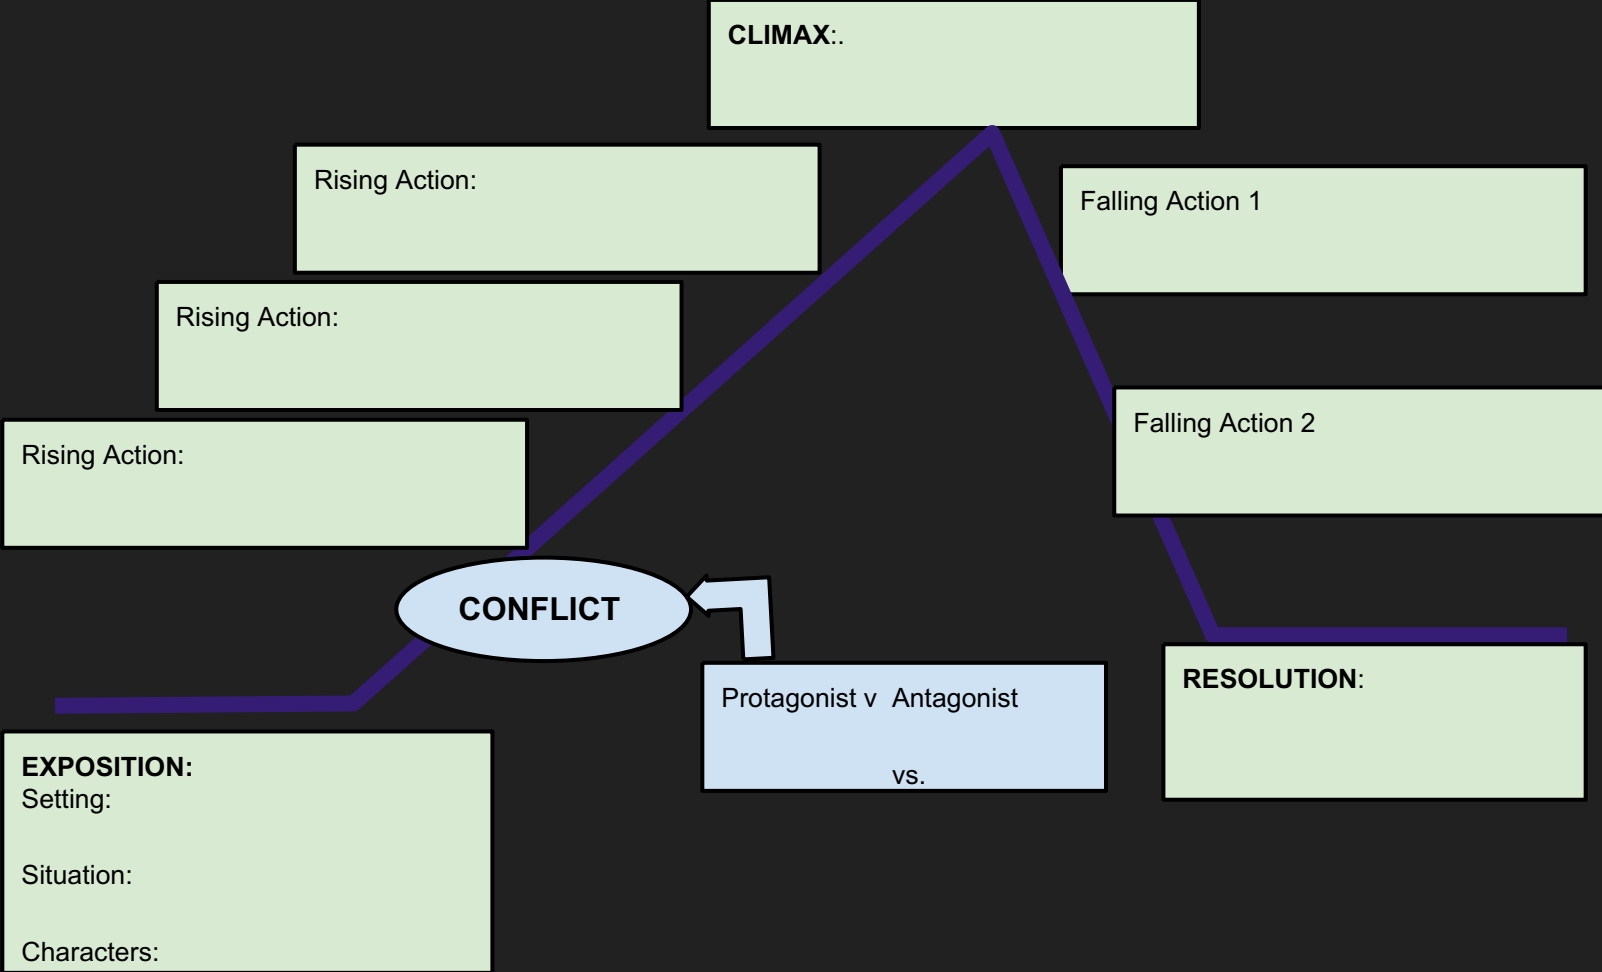 CLIMAX:.
Rising Action:
Falling Action 1
Rising Action:
Falling Action 2
Rising Action:
CONFLICT
Protagonist v  Antagonist
vs.
RESOLUTION:
EXPOSITION:
Setting:
Situation:
Characters: